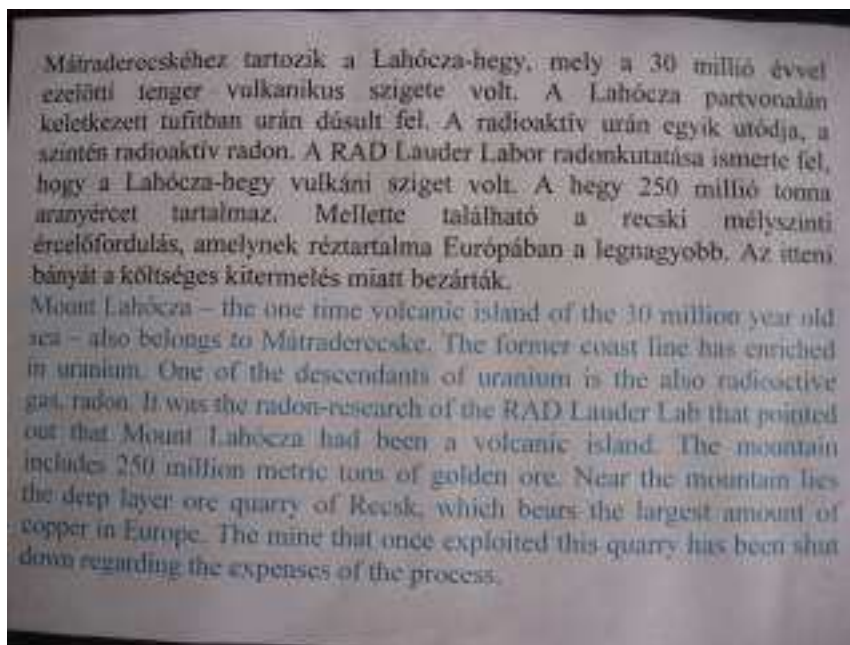 Mátraderecskéhez tartozik a Lahócza-hegy, mely a 30 millió évvel
ezelőtti tenger vulkanikus szigete volt. A Lahócza partvonalán
keletkezett tufitban urán dúsult fel. A radioaktív urán egyik utódja, a
szintén radioaktív radon. A RAD Lauder Labor radonkutatása ismerte fel,
hogy a Lahócza-hegy vulkáni sziget volt. A hegy 250 millió tonna
aranyércet tartalmaz. Mellette található a recski mélyszinti
ércelőfordulás, amelynek réztartalma Európában a legnagyobb. Az itteni
bányát a költséges kitermelés miatt bezárták.
Mount Lahócza – the one time volcanic island of the 30 million year old
sea – also belongs to Mátraderecske. The former coast line has enriched
in uranium. One of the descendants of uranium is the also radioactive
gas, radon. It was the radon-research of the RAD Lauder Lab that pointed
out that Mount Lahócza had been a volcanic island. The mountain
includes 250 million metric tons of golden ore. Near the mountain lies
the deep layer ore quarry of Recsk, which bears the largest amount of
copper in Europe. The mine that once exploited this quarry has been shut
down regarding the expenses of the process.